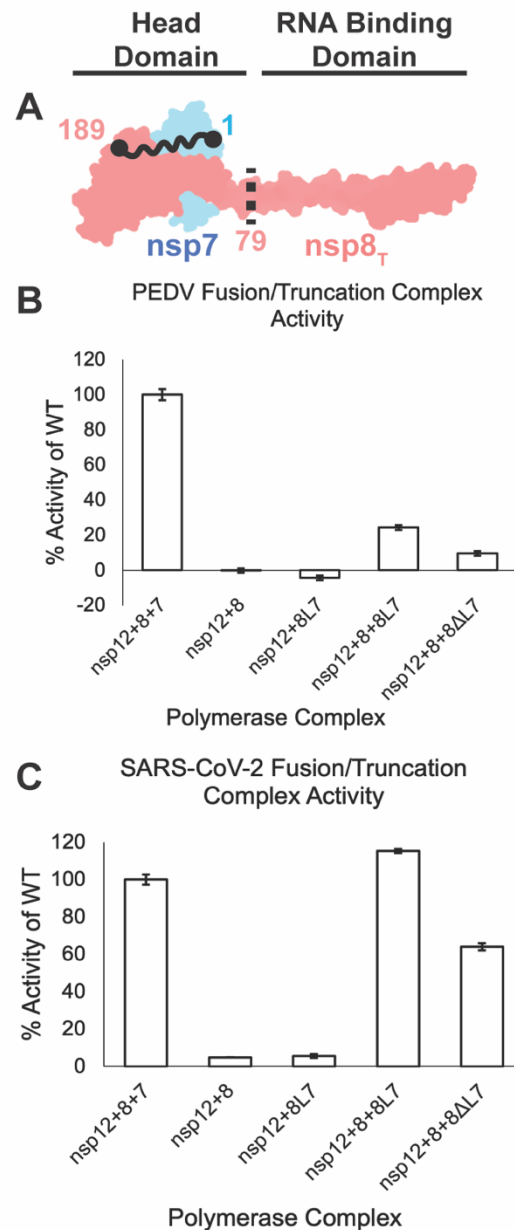 Head Domain
RNA Binding Domain
A
189
1
nsp7
79
nsp8T
B
PEDV Fusion/Truncation Complex
Activity
% Activity of WT
120
100
80
60
40
20
0
-20
nsp12+8+7
nsp12+8
nsp12+8L7
nsp12+8+8L7
nsp12+8+8ΔL7
Polymerase Complex
C
SARS-CoV-2 Fusion/Truncation
Complex Activity
% Activity of WT
120
100
80
60
40
20
0
nsp12+8+7
nsp12+8
nsp12+8L7
nsp12+8+8L7
nsp12+8+8ΔL7
Polymerase Complex